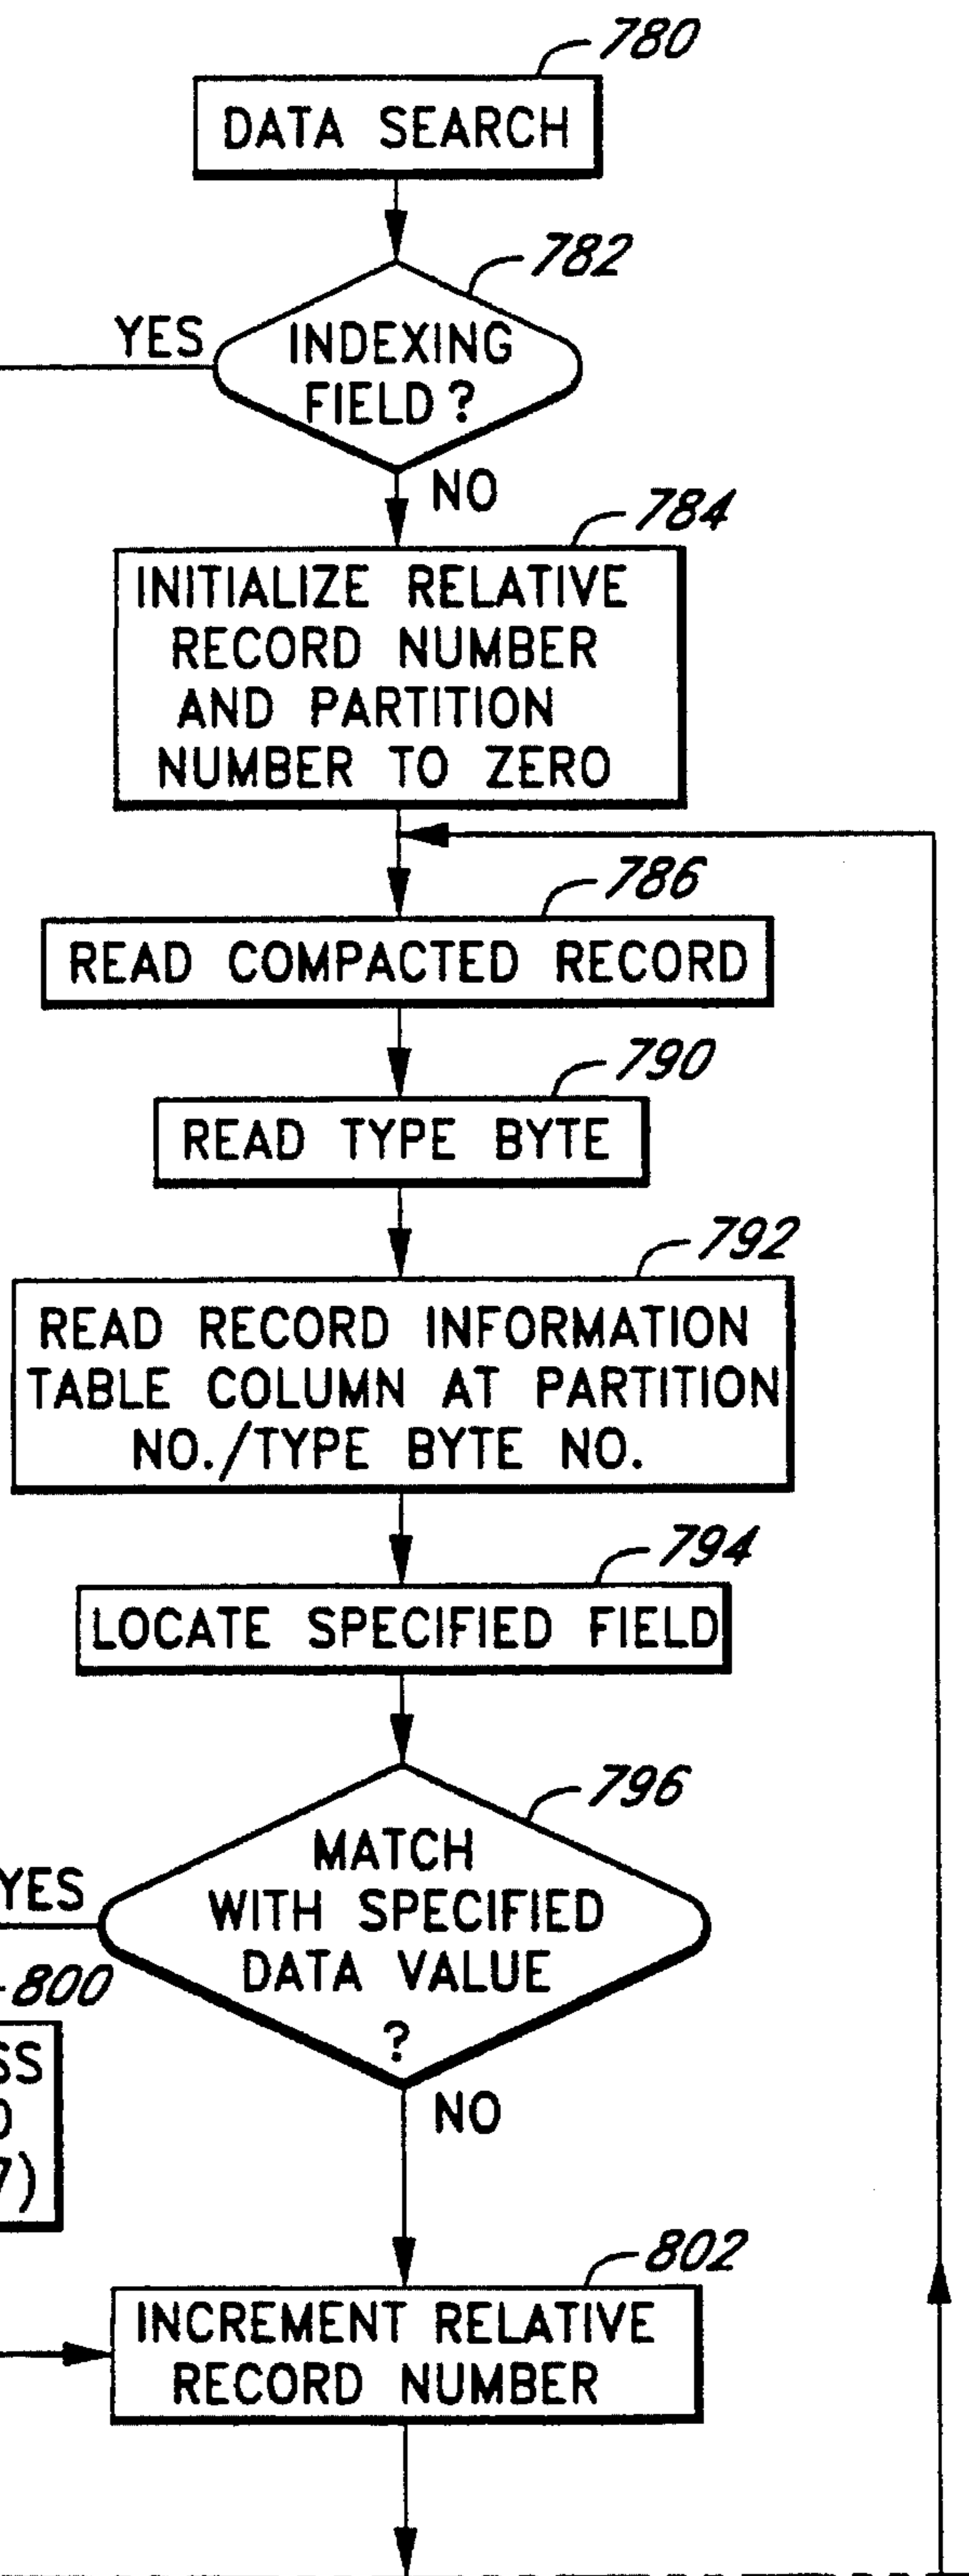 780
DATA SEARCH
782
YES
INDEXING
FIELD ?
NO
784
INITIALIZE RELATIVE
RECORD NUMBER
AND PARTITION
NUMBER TO ZERO
786
READ COMPACTED RECORD
790
READ TYPE BYTE
792
READ RECORD INFORMATION
TABLE COLUMN AT PARTITION
NO./TYPE BYTE NO.
794
LOCATE SPECIFIED FIELD
796
MATCH
WITH SPECIFIED
DATA VALUE
?
YES
800
NO
802
INCREMENT RELATIVE
RECORD NUMBER